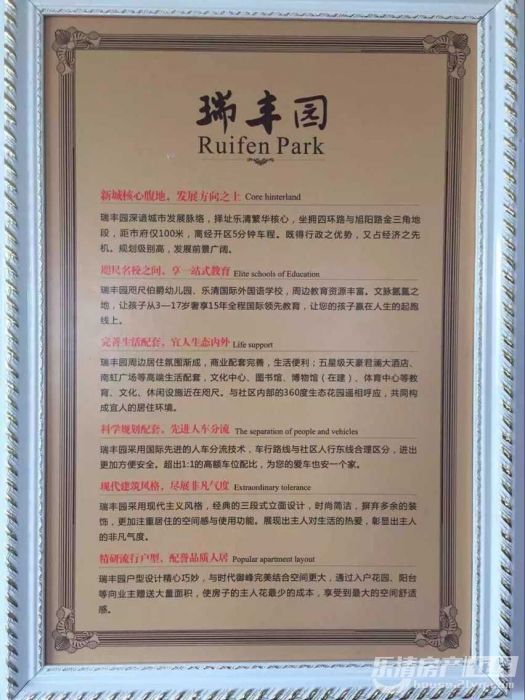 瑞丰园
Ruifen Park
新城核心腹地、发展方向之上 Core hinterland
瑞丰园深谙城市发展脉络，择址乐清繁华核心，坐拥四环路与旭阳路金三角地
段，距市府仅100米，离经开区5分钟车程。既得行政之优势，又占经济之先
机。规划级别高，发展前景广阔。
咫尺名校之间、享一站式教育 Elite schools of Education
瑞丰园咫尺伯爵幼儿园、乐清国际外国语学校，周边教育资源丰富。文脉氤氲之
地，让孩子从3—17岁奢享15年全程国际领先教育，让您的孩子赢在人生的起跑
线上。
完善生活配套、宜人生态内外 Life support
瑞丰园周边居住氛围渐成，商业配套完善，生活便利；五星级天豪君澜大酒店、
南虹广场等高端生活配套，文化中心、图书馆、博物馆（在建）、体育中心等教
育、文化、休闲设施近在咫尺。与社区内部的360度生态花园遥相呼应，共同构
成宜人的居住环境。
科学规划配套、先进人车分流 The separation of people and vehicles
瑞丰园采用国际先进的人车分流技术，车行路线与社区人行东线合理区分，进出
更加方便安全。超出1:1的高额车位配比，为您的爱车也安一个家。
现代建筑风格、尽展非凡气度 Extraordinary tolerance
瑞丰园采用现代主义风格，经典的三段式立面设计，时尚简洁，摒弃多余的装
饰，更加注重居住的空间感与使用功能。展现出主人对生活的热爱，彰显出主人
的非凡气度。
精研流行户型、配誉品质人居 Popular apartment layout
瑞丰园户型设计精心巧妙，与时代御峰完美结合空间更大，通过入户花园、阳台
等向业主赠送大量面积，使房子的主人花最少的成本，享受到最大的空间舒适
感。
乐清房产超市网